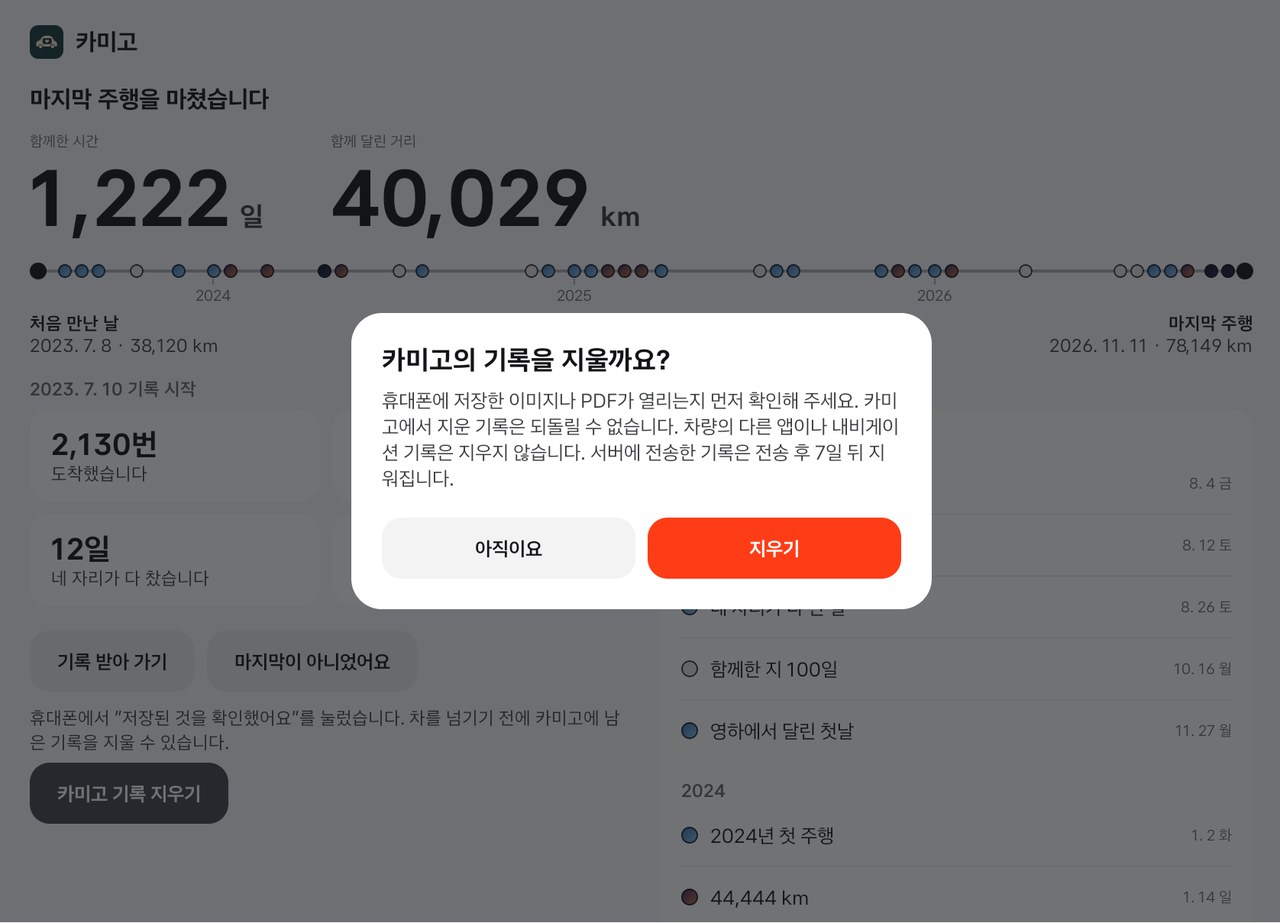 카미고
마지막 주행을 마쳤습니다
함께한 시간
함께 달린 거리
1,222 일
40,029 km
2024
2025
2026
처음 만난 날
2023. 7. 8 · 38,120 km
마지막 주행
2026. 11. 11 · 78,149 km
2023. 7. 10 기록 시작
카미고의 기록을 지울까요?
휴대폰에 저장한 이미지나 PDF가 열리는지 먼저 확인해 주세요. 카미
고에서 지운 기록은 되돌릴 수 없습니다. 차량의 다른 앱이나 내비게이
션 기록은 지우지 않습니다. 서버에 전송한 기록은 전송 후 7일 뒤 지
워집니다.
아직이요
지우기
2,130번
도착했습니다
12일
네 자리가 다 찼습니다
기록 받아 가기
마지막이 아니었어요
휴대폰에서 "저장된 것을 확인했어요"를 눌렀습니다. 차를 넘기기 전에 카미고에 남
은 기록을 지울 수 있습니다.
카미고 기록 지우기
8. 4 금
8. 12 토
8. 26 토
함께한 지 100일
10. 16 월
영하에서 달린 첫날
11. 27 월
2024
2024년 첫 주행
1. 2 화
44,444 km
1. 14 일